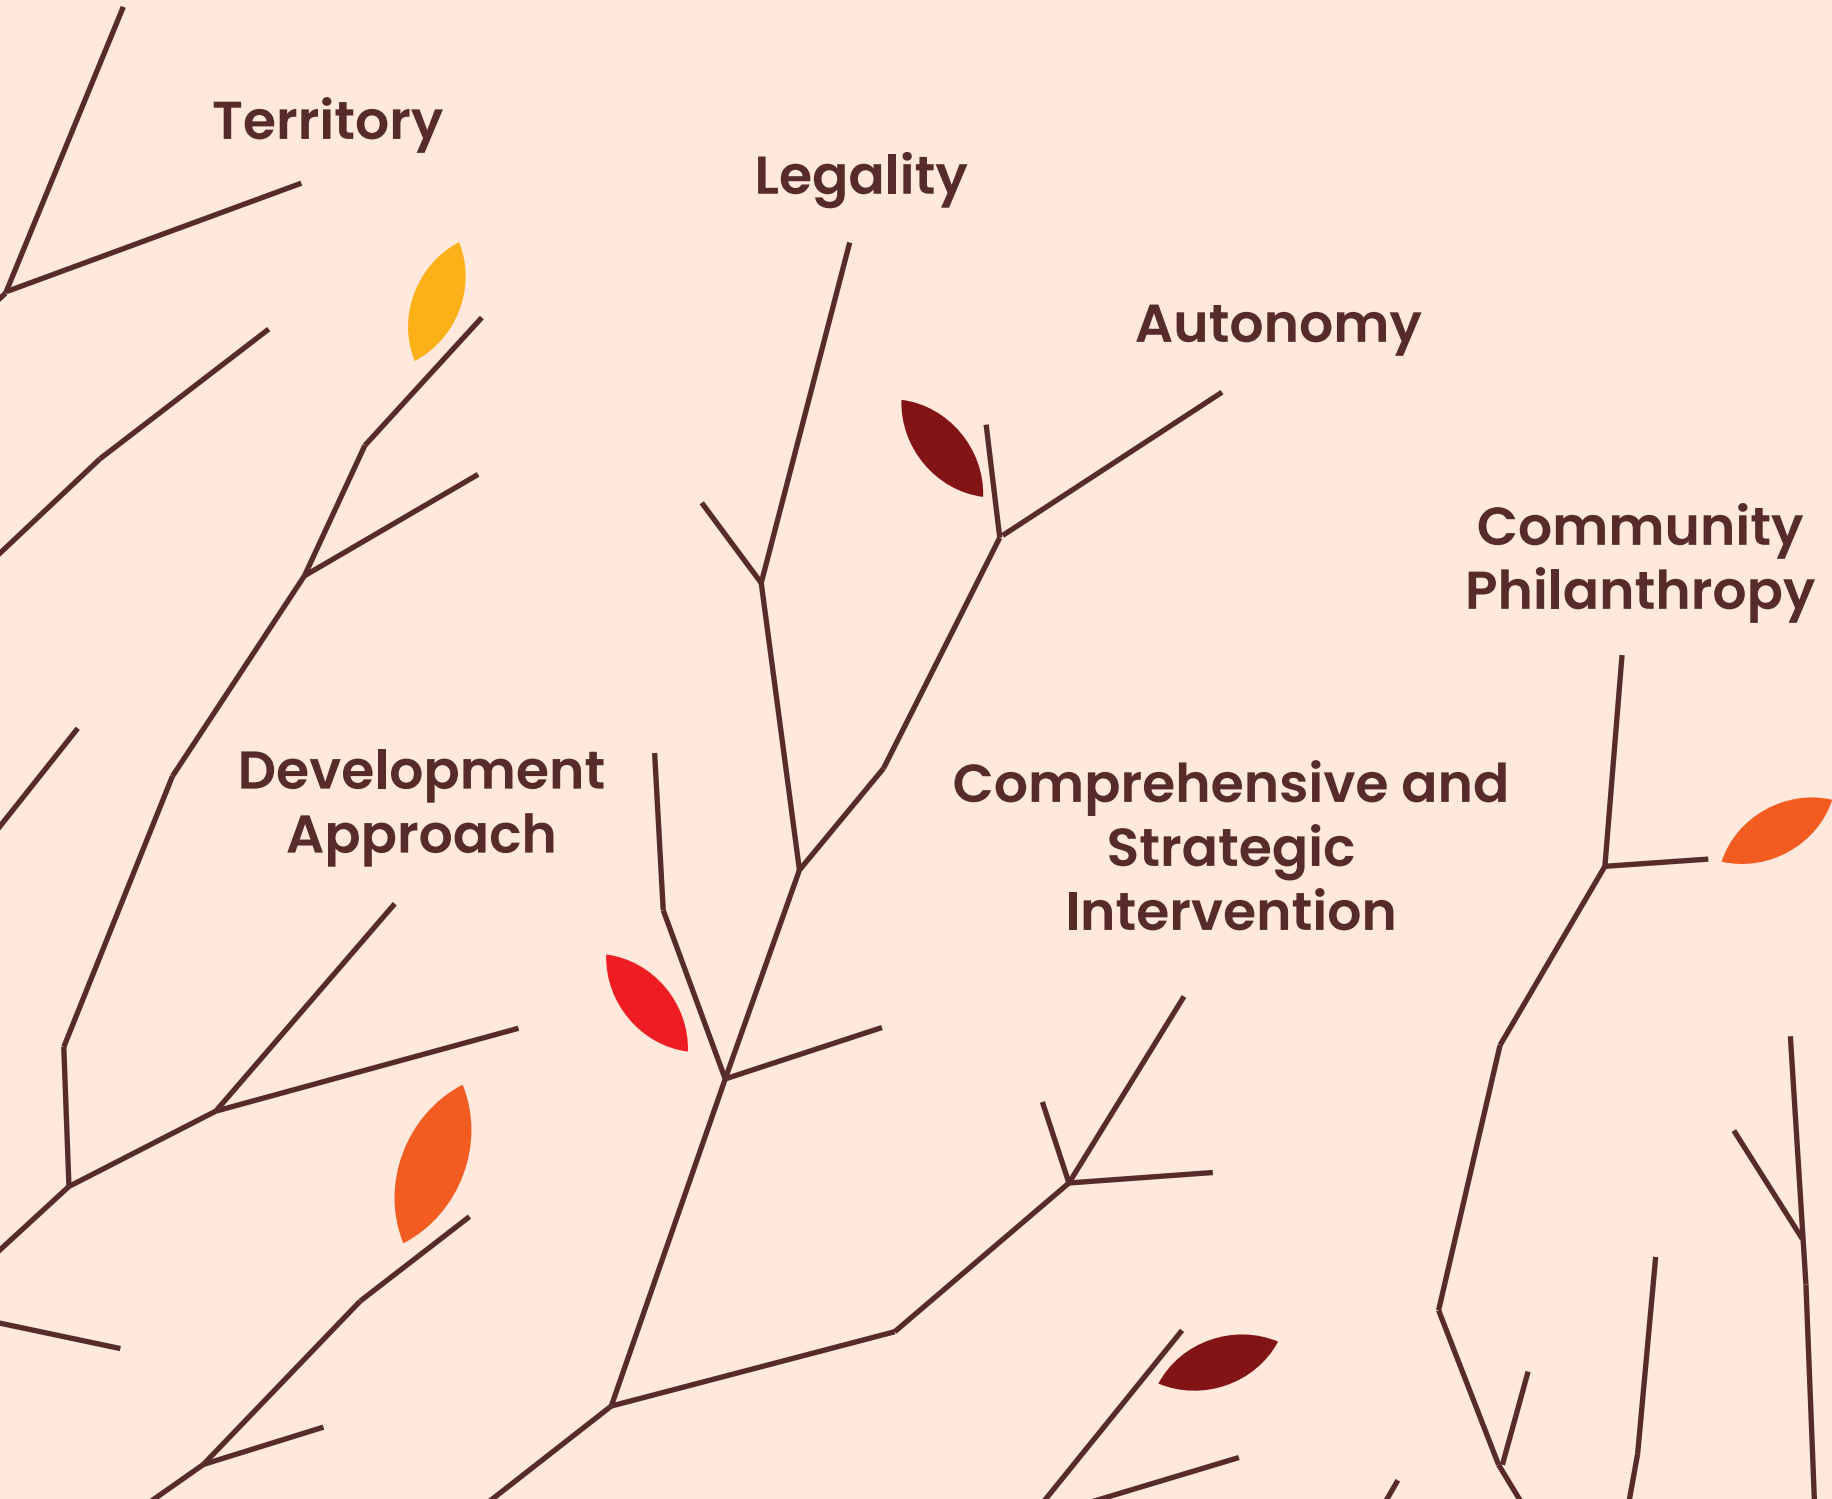 Territory
Legality
Autonomy
Community
Philanthropy
Development
Approach
Comprehensive and
Strategic
Intervention